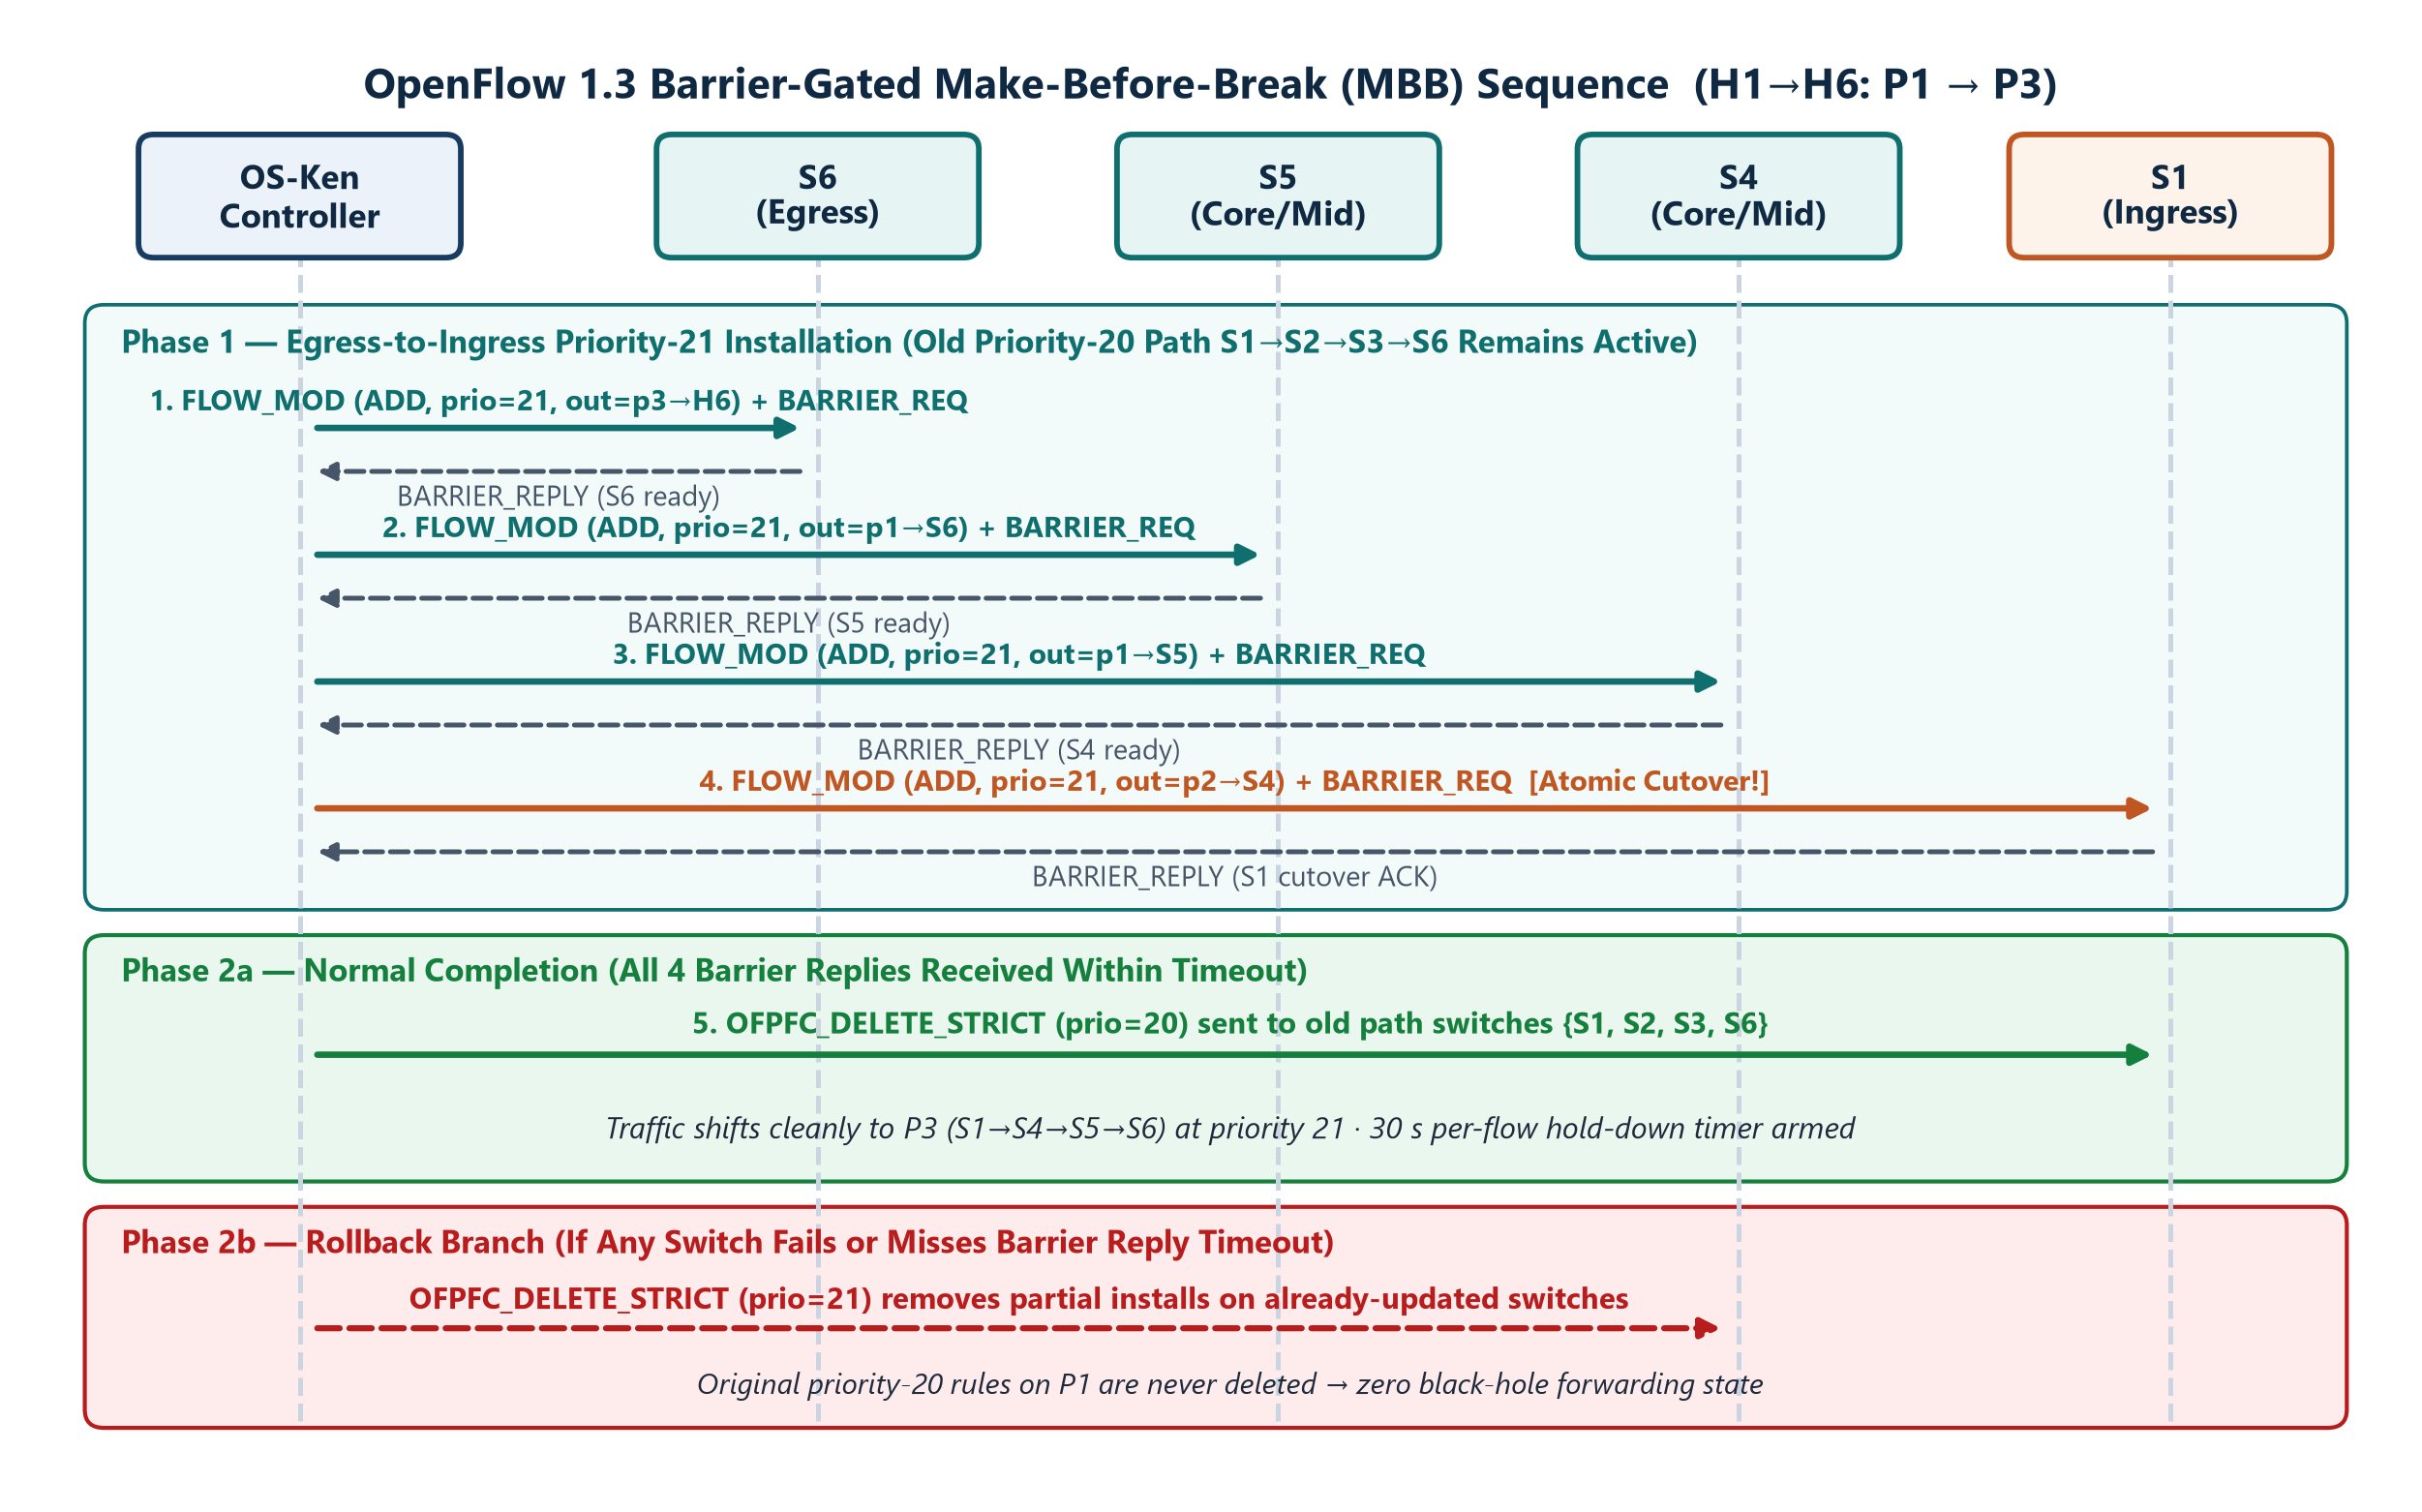 OpenFlow 1.3 Barrier-Gated Make-Before-Break (MBB) Sequence (H1→H6: P1 → P3)
OS-Ken
Controller
S6
(Egress)
S5
(Core/Mid)
S4
(Core/Mid)
S1
(Ingress)
Phase 1 — Egress-to-Ingress Priority-21 Installation (Old Priority-20 Path S1→S2→S3→S6 Remains Active)
1. FLOW_MOD (ADD, prio=21, out=p3→H6) + BARRIER_REQ
BARRIER_REPLY (S6 ready)
2. FLOW_MOD (ADD, prio=21, out=p1→S6) + BARRIER_REQ
BARRIER_REPLY (S5 ready)
3. FLOW_MOD (ADD, prio=21, out=p1→S5) + BARRIER_REQ
BARRIER_REPLY (S4 ready)
4. FLOW_MOD (ADD, prio=21, out=p2→S4) + BARRIER_REQ [Atomic Cutover!]
BARRIER_REPLY (S1 cutover ACK)
Phase 2a — Normal Completion (All 4 Barrier Replies Received Within Timeout)
5. OFPFC_DELETE_STRICT (prio=20) sent to old path switches {S1, S2, S3, S6}
Traffic shifts cleanly to P3 (S1→S4→S5→S6) at priority 21 · 30 s per-flow hold-down timer armed
Phase 2b — Rollback Branch (If Any Switch Fails or Misses Barrier Reply Timeout)
OFPFC_DELETE_STRICT (prio=21) removes partial installs on already-updated switches
Original priority-20 rules on P1 are never deleted → zero black-hole forwarding state